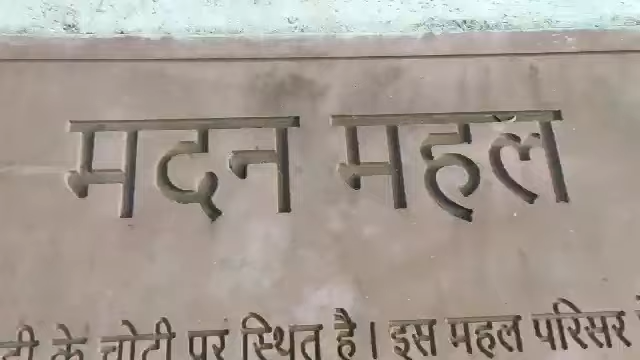 मदन महल
के चोटी पर स्थित है। इस महल परिसर